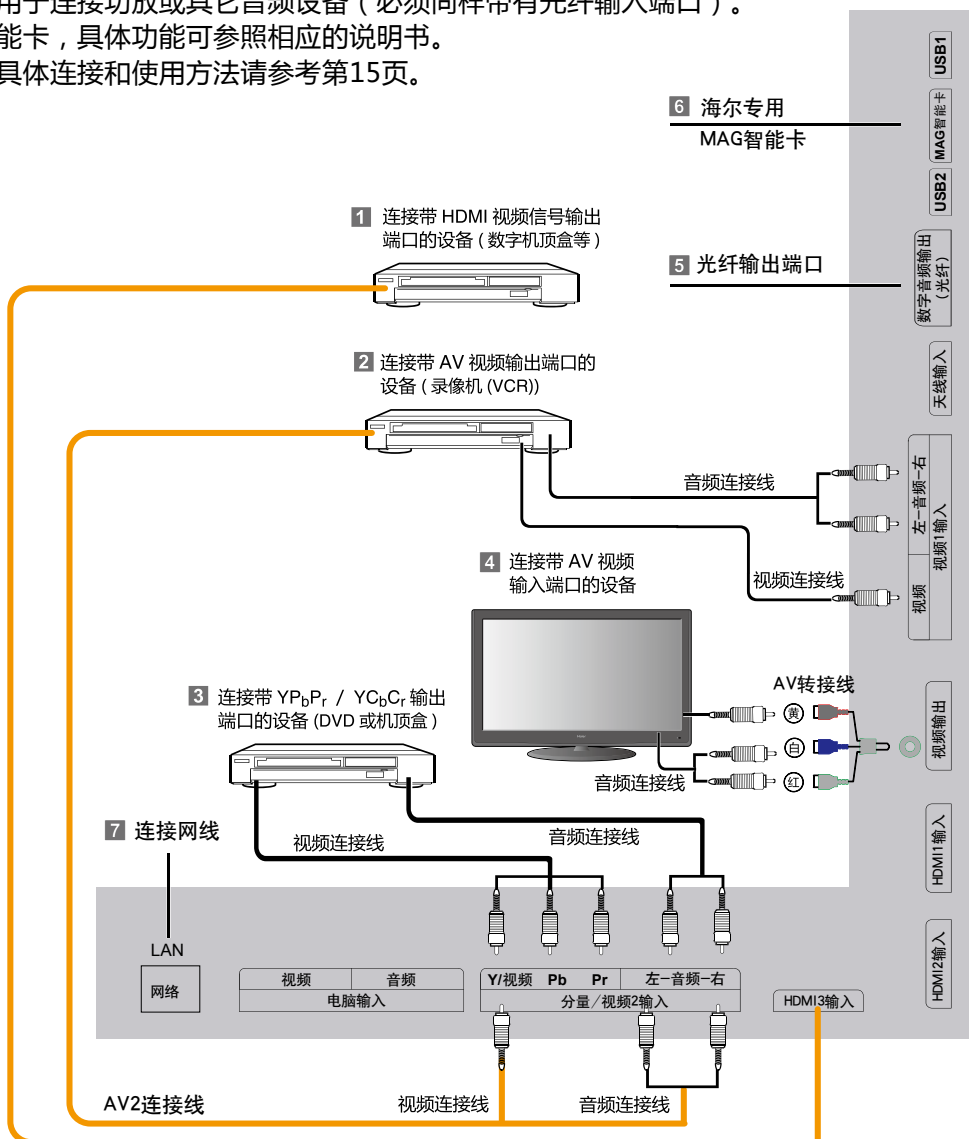 用于连接功放或其它音频设备（必须同样带有光纤输入端口）。
能卡，具体功能可参照相应的说明书。
具体连接和使用方法请参考第15页。
6 海尔专用
MAG智能卡
USB1
MAG智能卡
USB2
1 连接带 HDMI 视频信号输出
端口的设备 ( 数字机顶盒等 )
5 光纤输出端口
数字音频输出
（光纤）
天线输入
2 连接带 AV 视频输出端口的
设备 ( 录像机 (VCR))
音频连接线
左–音频–右
视频
视频1输入
4 连接带 AV 视频
输入端口的设备
视频连接线
AV转接线
3 连接带 YPbPr / YCbCr 输出
端口的设备 (DVD 或机顶盒 )
黄
白
红
视频输出
音频连接线
7 连接网线
视频连接线
音频连接线
HDMI1输入
LAN
网络
视频 音频
电脑输入
Y/视频 Pb Pr 左–音频–右
分量／视频2输入
HDMI3输入
HDMI2输入
AV2连接线
视频连接线
音频连接线